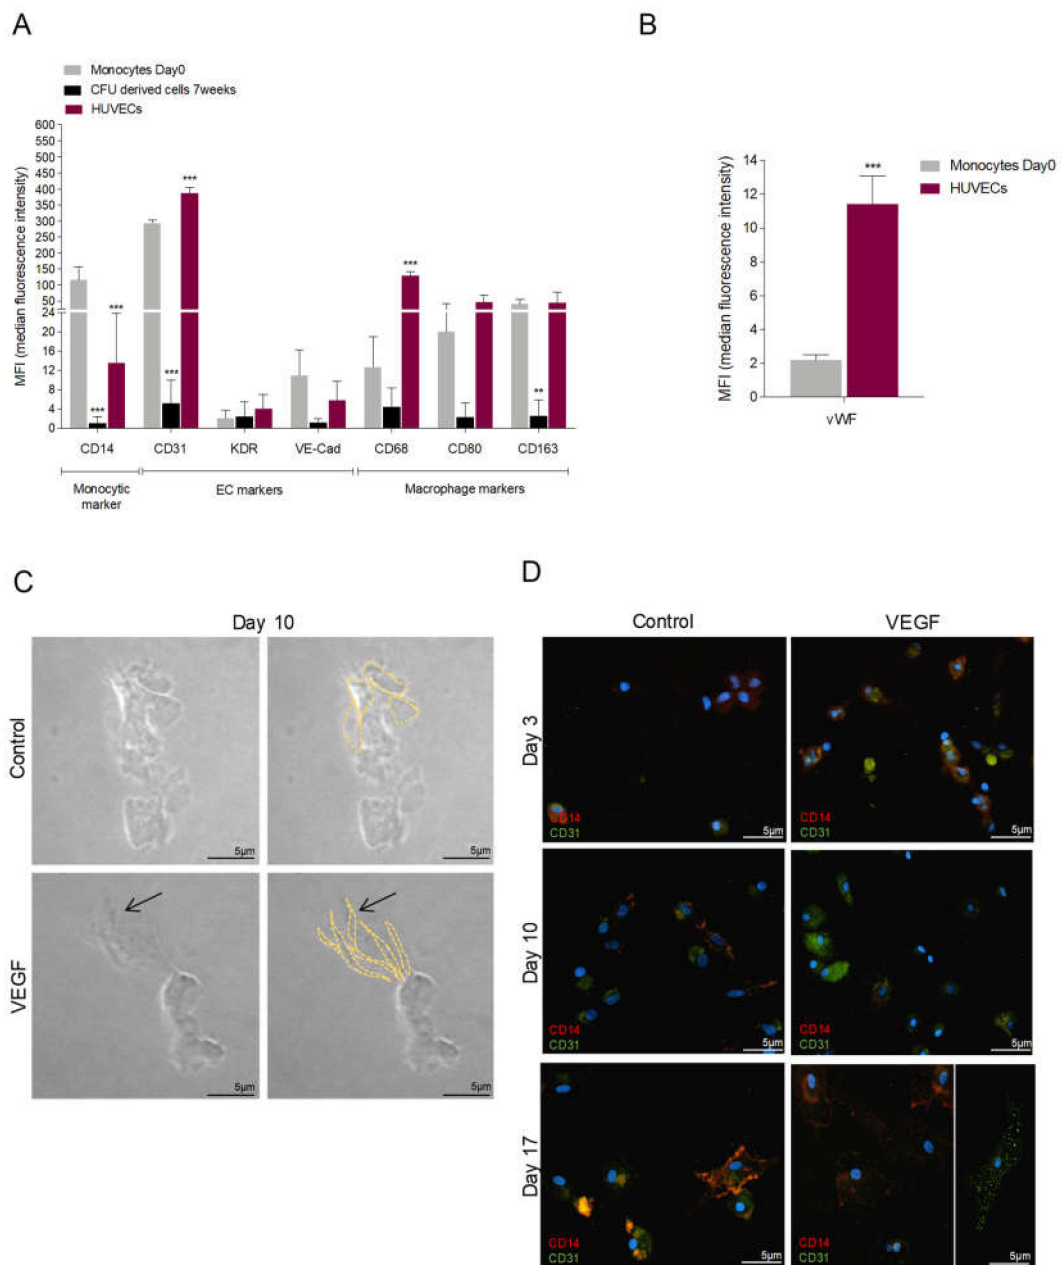 A
Monocytes Day0
CFU derived cells 7weeks
HUVECs
MFI (median fluorescence intensity)
600
550
500
450
400
350
300
250
200
150
100
50
24
20
16
12
8
4
0
***
***
***
***
***
**
CD14
CD31
KDR
VE-Cad
CD68
CD80
CD163
Monocytic
marker
EC markers
Macrophage markers
B
Monocytes Day0
HUVECs
MFI (median fluorescence intensity)
14
12
10
8
6
4
2
0
***
vWF
C
Day 10
Control
5µm
5µm
VEGF
5µm
5µm
D
Control
VEGF
Day 3
CD14
CD31
5µm
CD14
CD31
5µm
Day 10
CD14
CD31
5µm
CD14
CD31
5µm
Day 17
CD14
CD31
5µm
CD14
CD31
5µm